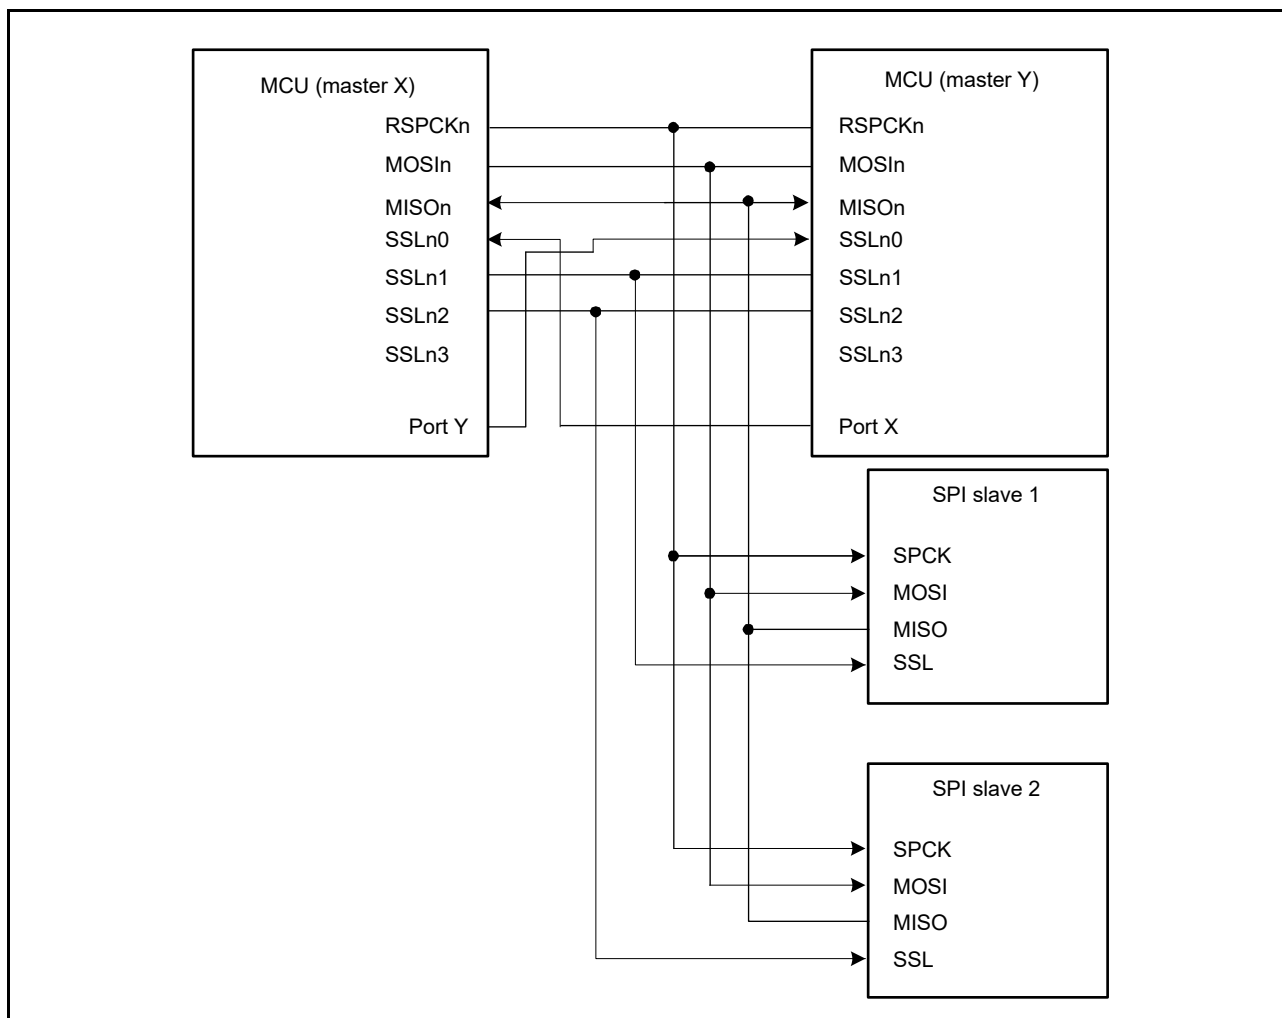 MCU (master X)
RSPCKn
MOSIn
MISOn
SSLn0
SSLn1
SSLn2
SSLn3
Port Y
MCU (master Y)
RSPCKn
MOSIn
MISOn
SSLn0
SSLn1
SSLn2
SSLn3
Port X
SPI slave 1
SPCK
MOSI
MISO
SSL
SPI slave 2
SPCK
MOSI
MISO
SSL